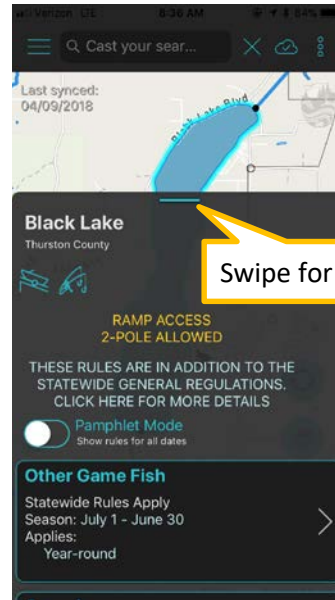 Verizon LTE 8:36 AM 84%
Cast your sear...
Last synced:
04/09/2018
Black Lake Blvd
Black Lake
Thurston County
Swipe for
RAMP ACCESS
2-POLE ALLOWED
THESE RULES ARE IN ADDITION TO THE
STATEWIDE GENERAL REGULATIONS.
CLICK HERE FOR MORE DETAILS
Pamphlet Mode
Show rules for all dates
Other Game Fish
Statewide Rules Apply
Season: July 1 - June 30
Applies:
Year-round